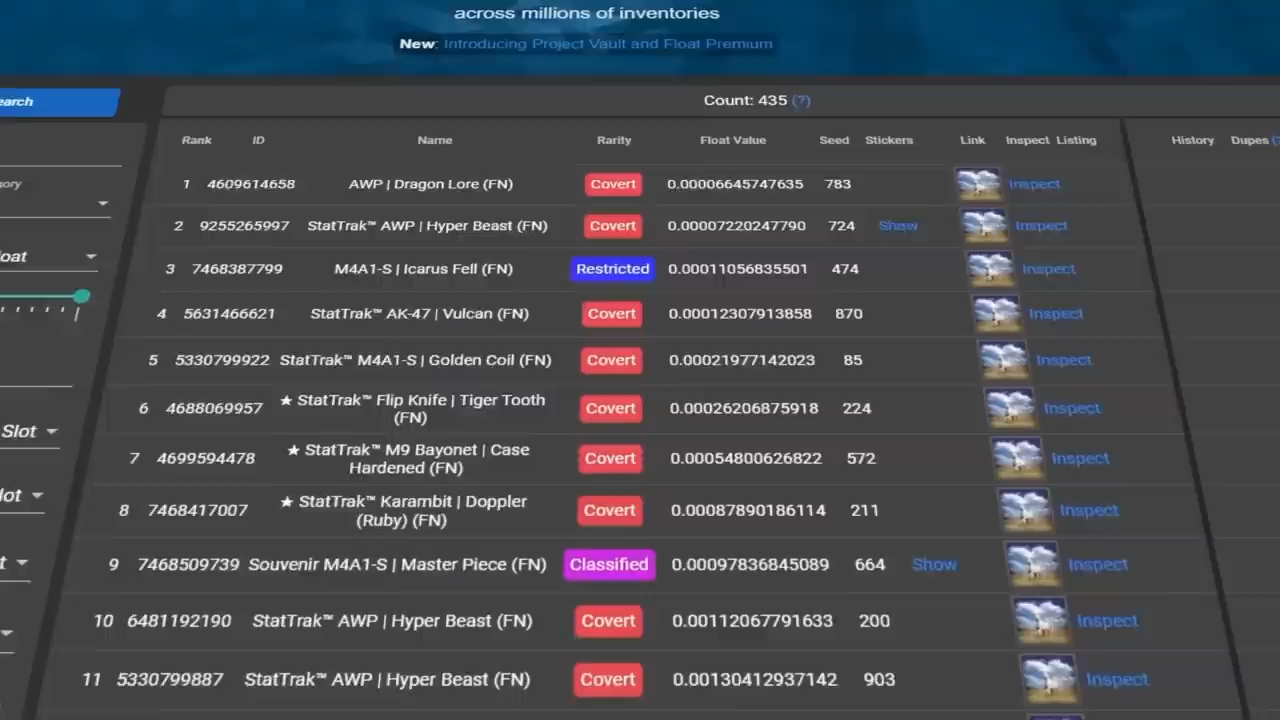 across millions of inventories
New: Introducing Project Vault and Float Premium
earch
Count: 435 (?)
Rank ID Name Rarity Float Value Seed Stickers Link Inspect Listing History Dupes (?
gory
1 4609614658 AWP | Dragon Lore (FN) Covert 0.00006645747635 783 Inspect
2 9255265997 StatTrak™ AWP | Hyper Beast (FN) Covert 0.00007220247790 724 Show Inspect
oat
3 7468387799 M4A1-S | Icarus Fell (FN) Restricted 0.00011056835501 474 Inspect
4 5631466621 StatTrak™ AK-47 | Vulcan (FN) Covert 0.00012307913858 870 Inspect
5 5330799922 StatTrak™ M4A1-S | Golden Coil (FN) Covert 0.00021977142023 85 Inspect
6 4688069957 ★ StatTrak™ Flip Knife | Tiger Tooth
(FN) Covert 0.00026206875918 224 Inspect
Slot
7 4699594478 ★ StatTrak™ M9 Bayonet | Case
Hardened (FN) Covert 0.00054800626822 572 Inspect
lot
8 7468417007 ★ StatTrak™ Karambit | Doppler
(Ruby) (FN) Covert 0.00087890186114 211 Inspect
t
9 7468509739 Souvenir M4A1-S | Master Piece (FN) Classified 0.00097836845089 664 Show Inspect
10 6481192190 StatTrak™ AWP | Hyper Beast (FN) Covert 0.00112067791633 200 Inspect
11 5330799887 StatTrak™ AWP | Hyper Beast (FN) Covert 0.00130412937142 903 Inspect